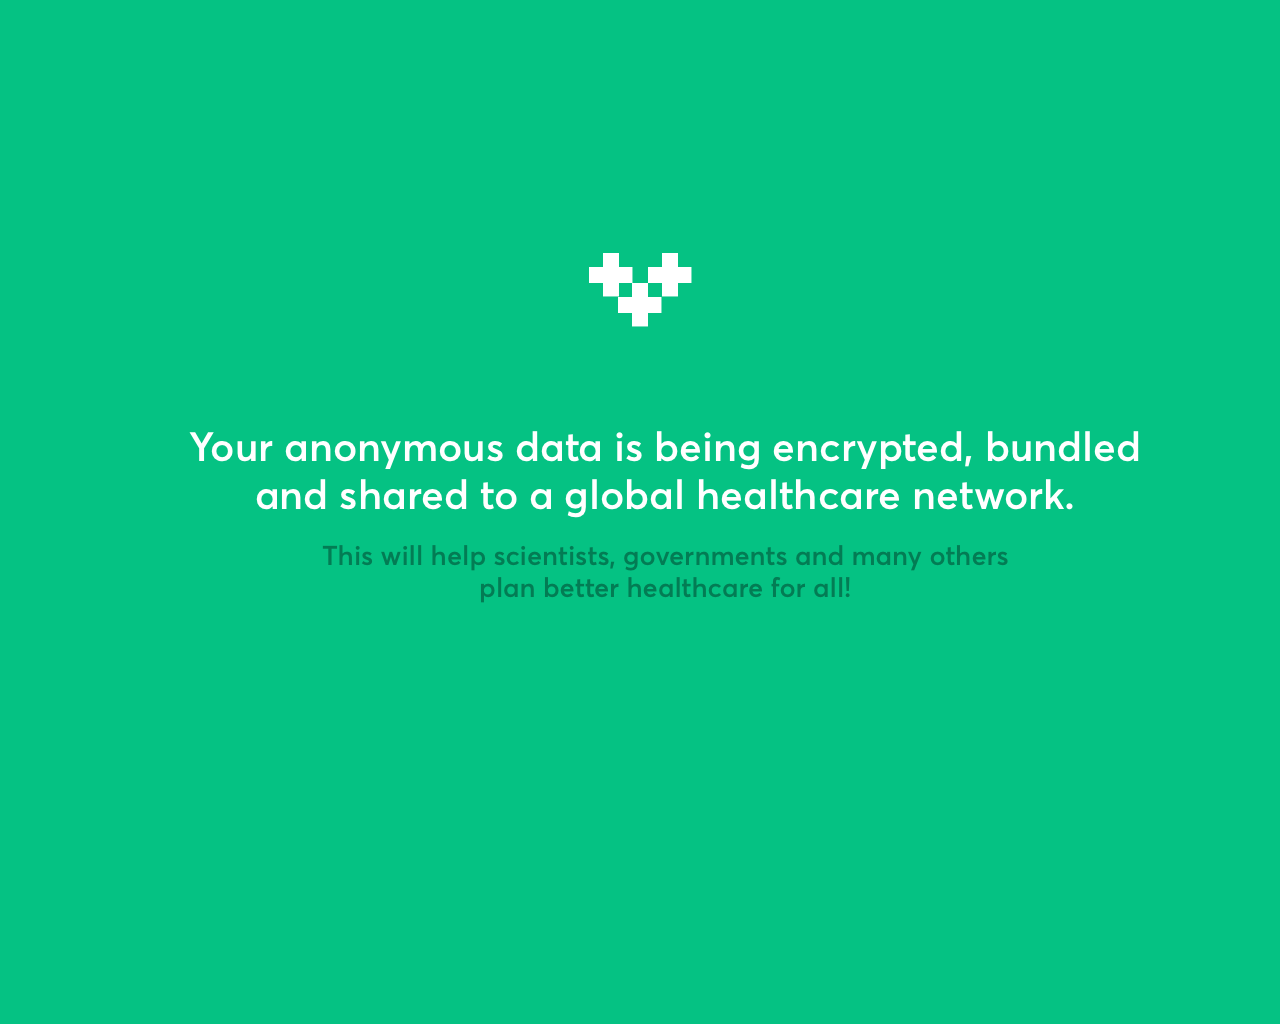 Your anonymous data is being encrypted, bundled
and shared to a global healthcare network.
This will help scientists, governments and many others
plan better healthcare for all!